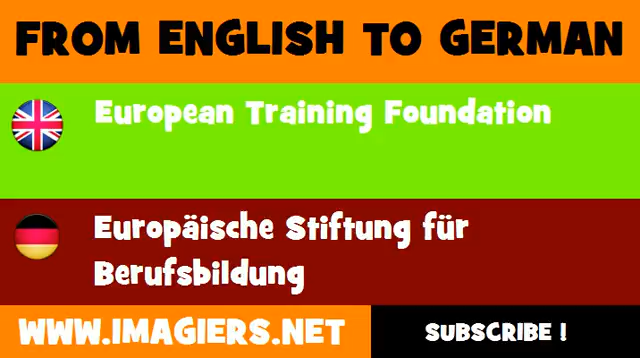 FROM ENGLISH TO GERMAN
European Training Foundation
Europäische Stiftung für
Berufsbildung
WWW.IMAGIERS.NET
SUBSCRIBE !